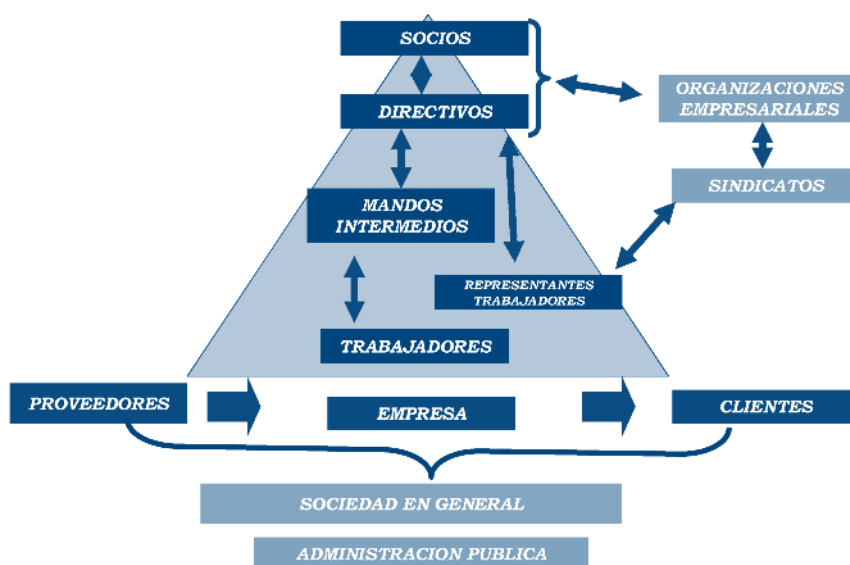 SOCIOS
DIRECTIVOS
ORGANIZACIONES
EMPRESARIALES
SINDICATOS
MANDOS
INTERMEDIOS
REPRESENTANTES
TRABAJADORES
TRABAJADORES
PROVEEDORES
EMPRESA
CLIENTES
SOCIEDAD EN GENERAL
ADMINISTRACION PUBLICA